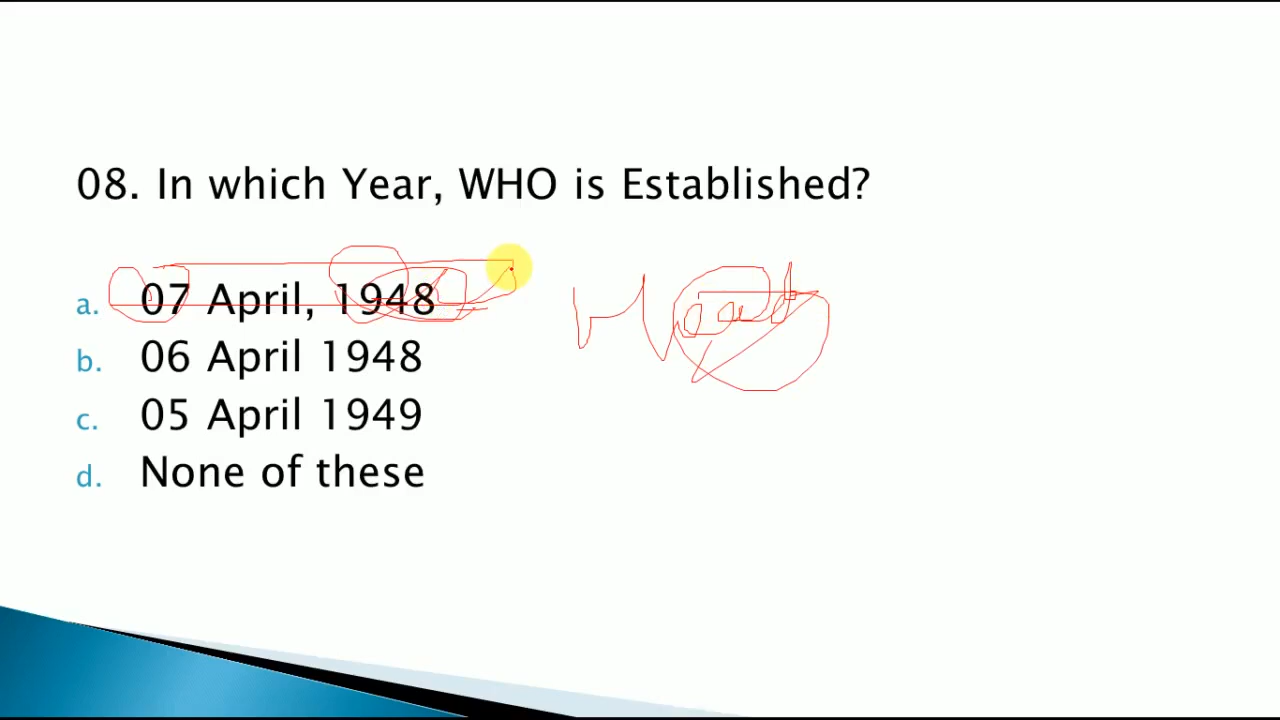 08. In which Year, WHO is Established?
a. 07 April, 1948
b. 06 April 1948
c. 05 April 1949
d. None of these